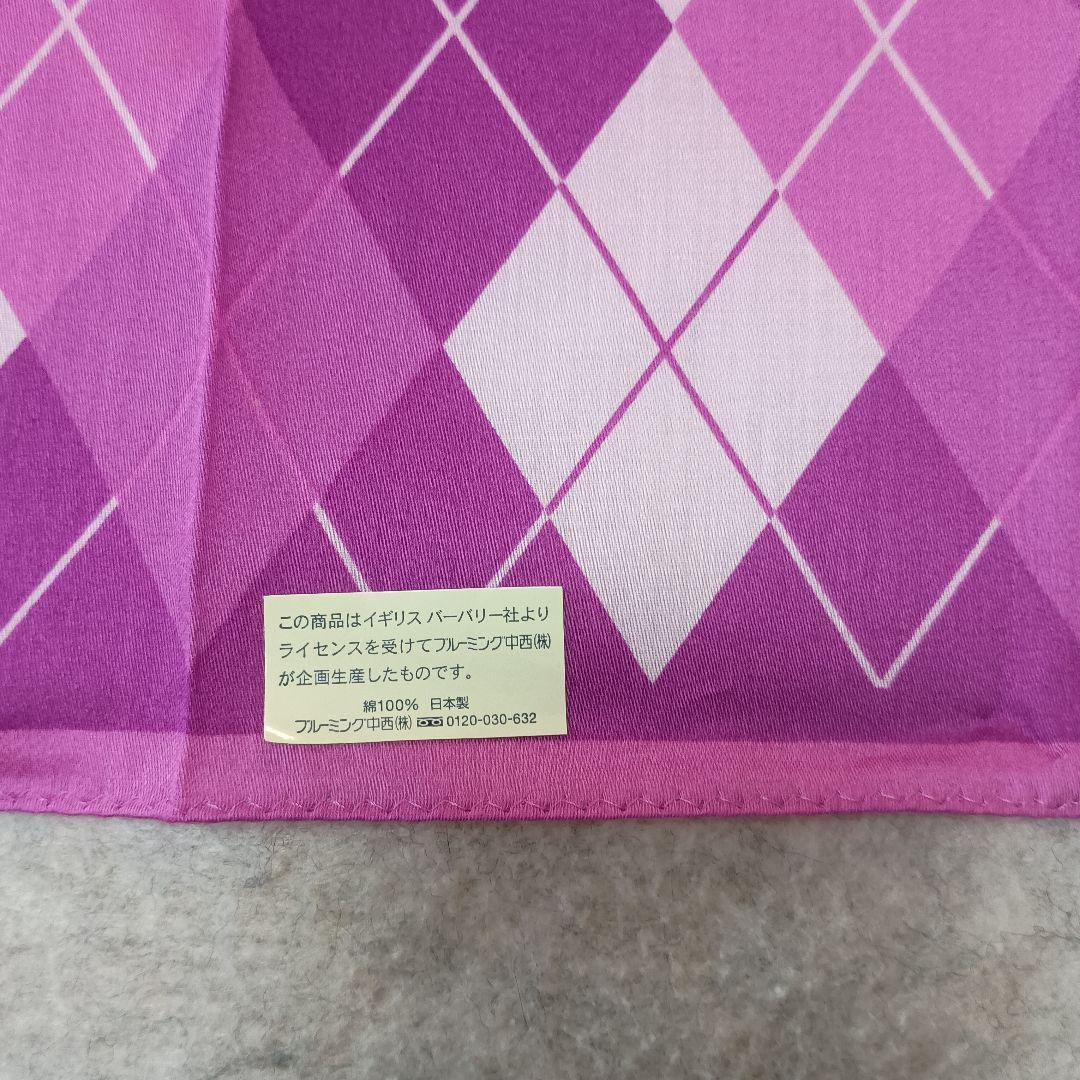 この商品はイギリス バーバリー社より
ライセンスを受けてブルーミング中西(株)
が企画生産したものです。
綿100% 日本製
ブルーミング中西(株) 0120-030-632